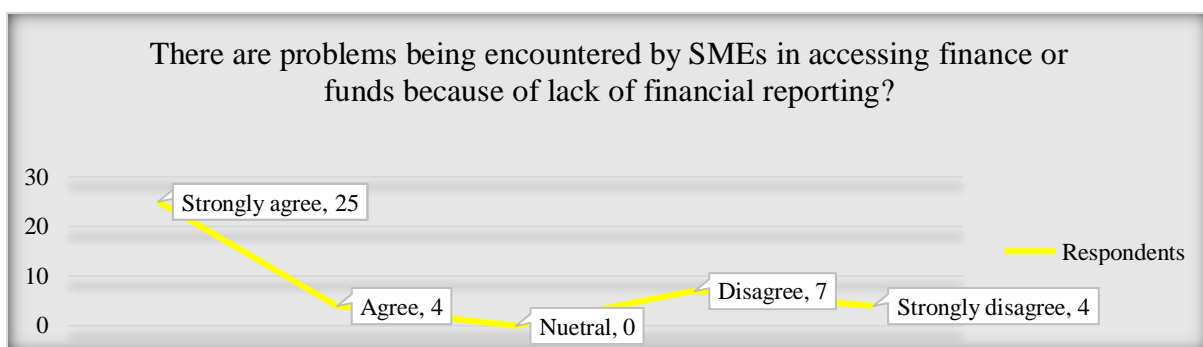 There are problems being encountered by SMEs in accessing finance or
funds because of lack of financial reporting?
30
Strongly agree, 25
20
Respondents
10
Disagree, 7
Agree, 4
Strongly disagree, 4
Nuetral, 0
0